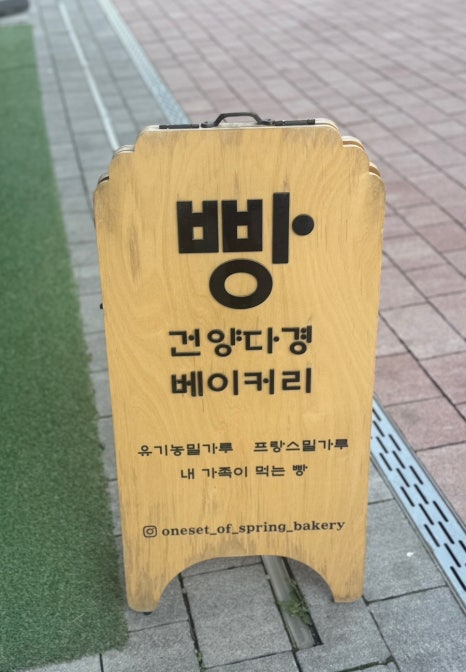 빵
건양다경
베이커리
유기농밀가루 프랑스밀가루
내 가족이 먹는 빵
oneset_of_spring_bakery